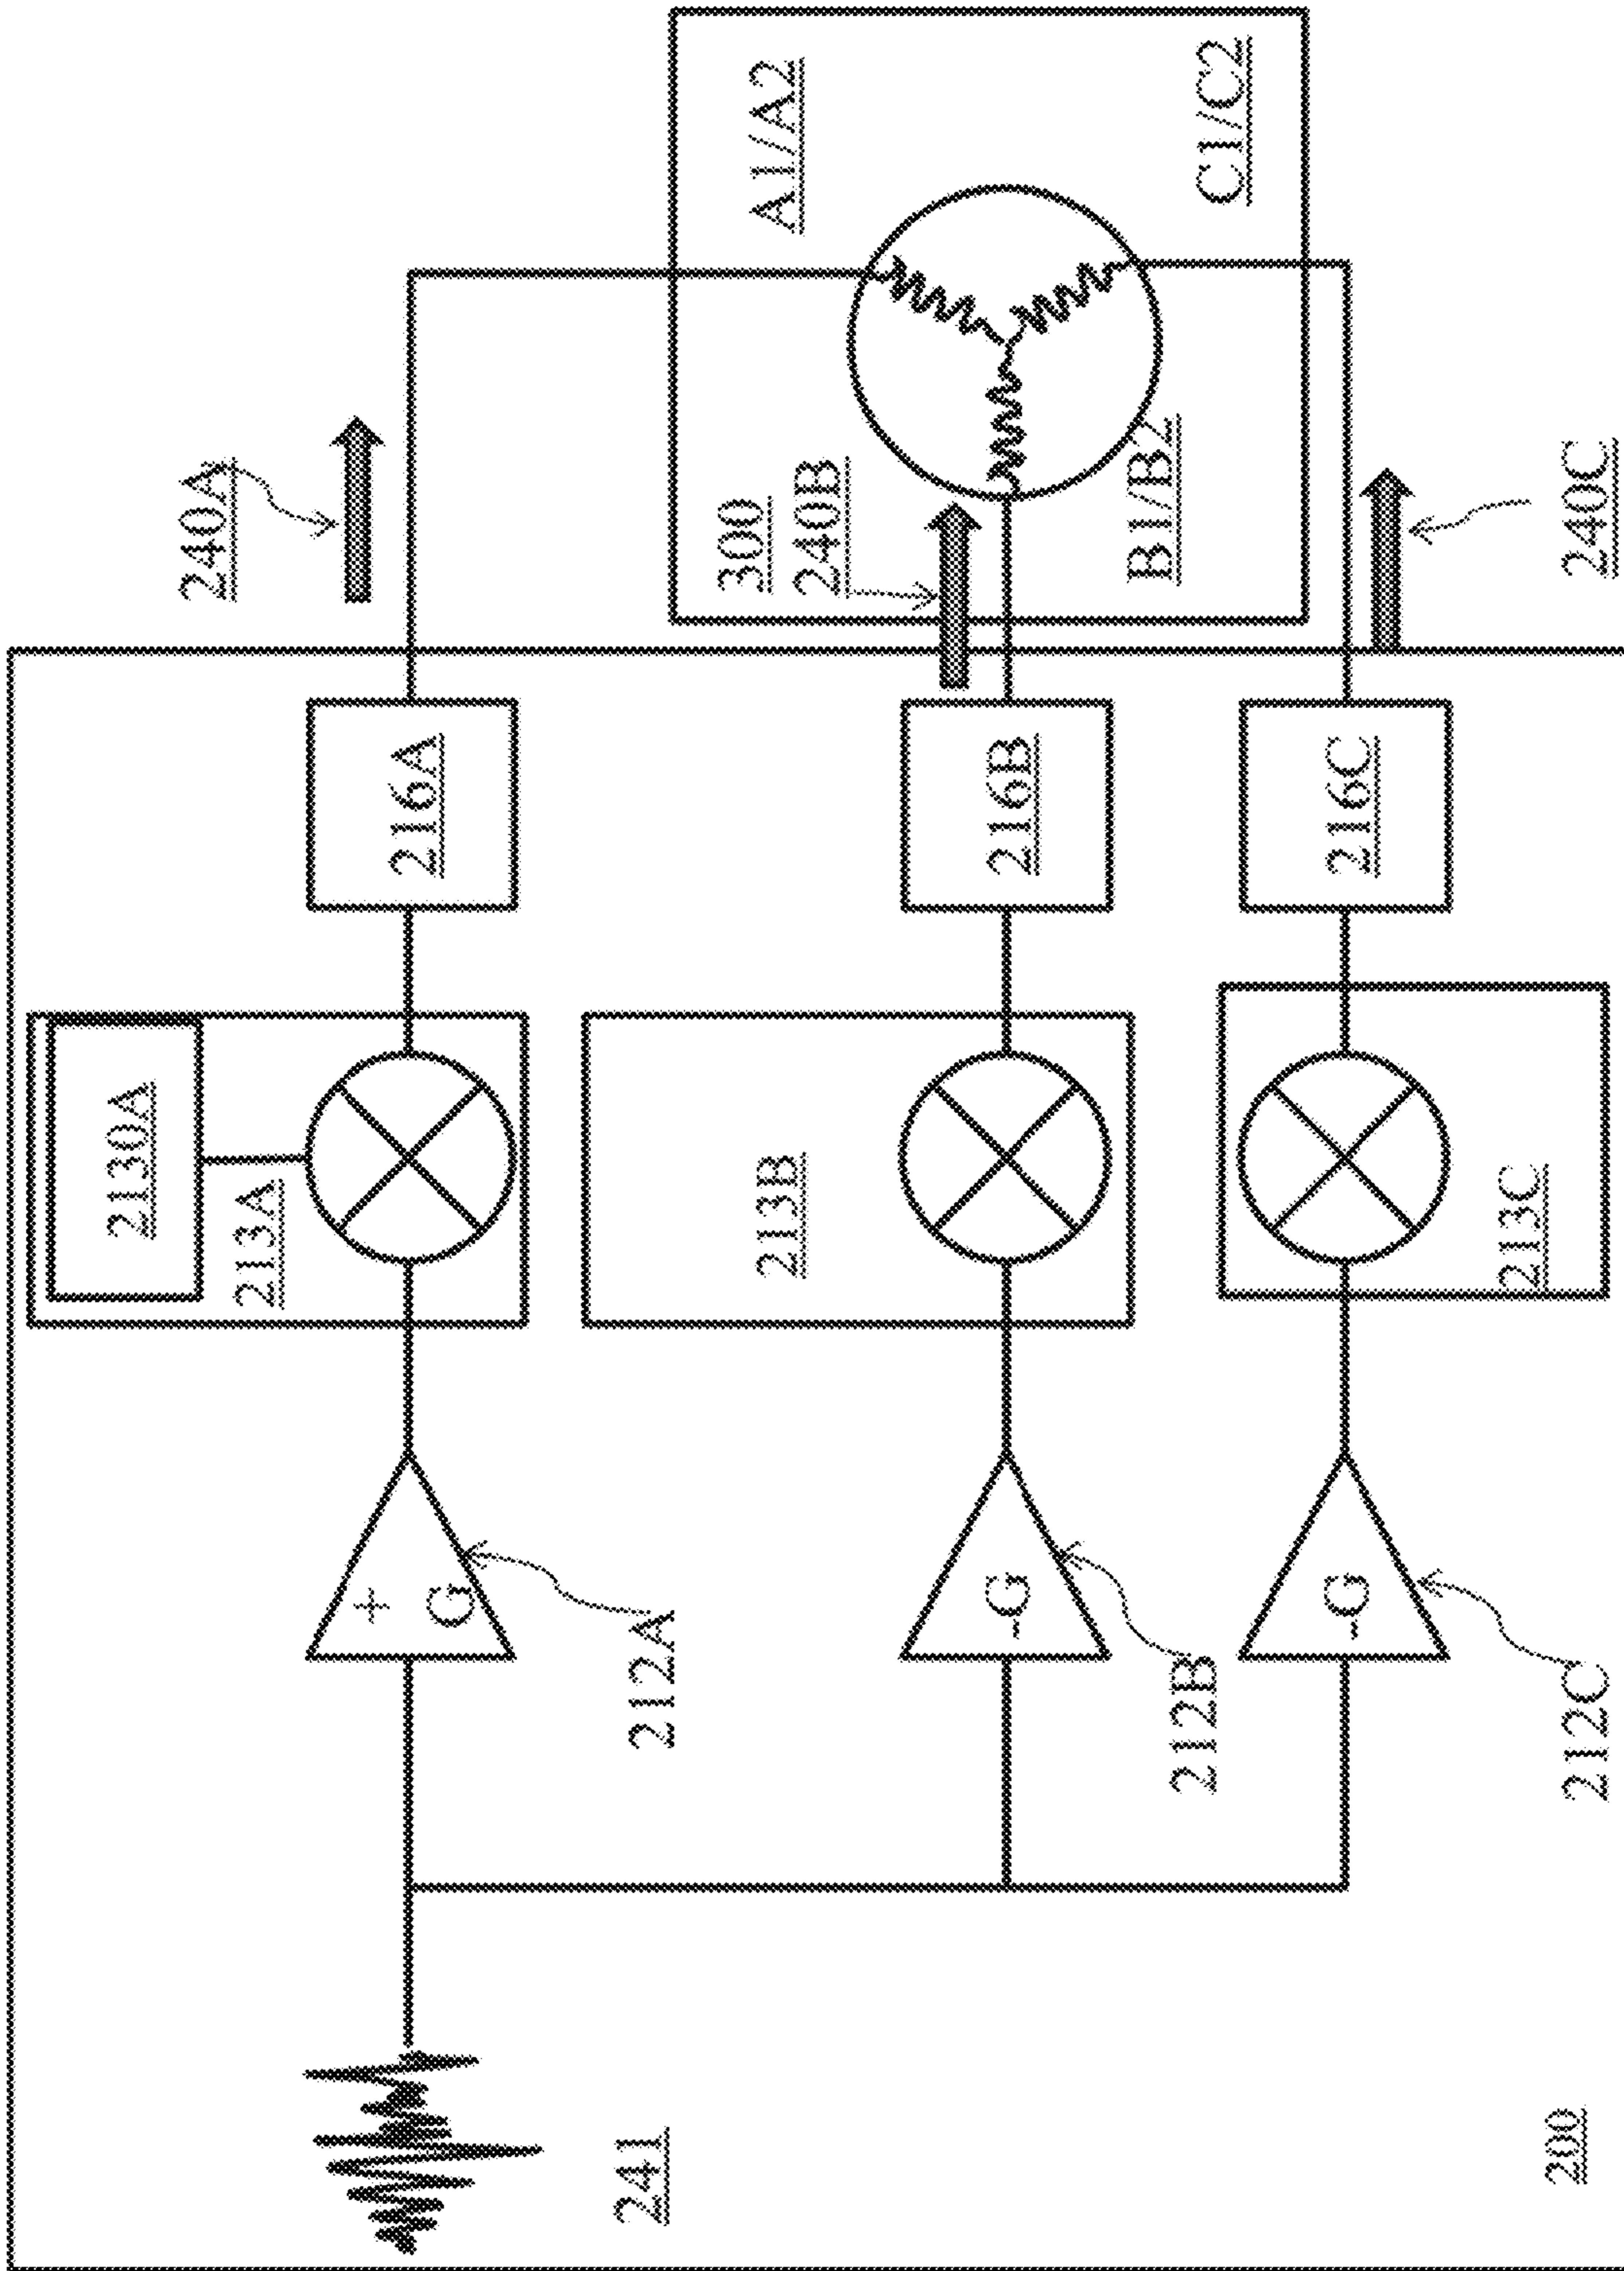 240A
A1/A2
2130A
213A
216A
+
G
212A
241
300
240B
213B
216B
B1/B2
-G
212B
C1/C2
216C
-G
213C
240C
212C
200